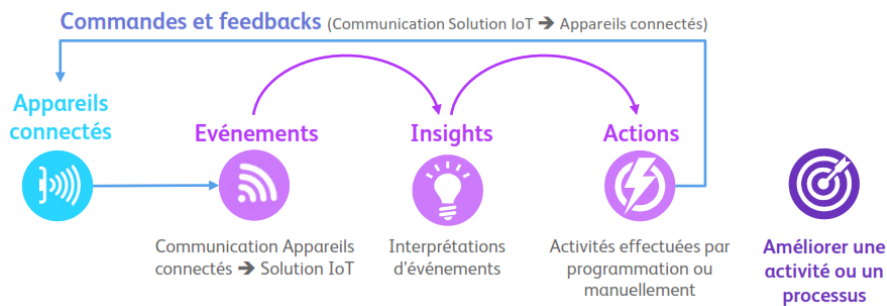 Commandes et feedbacks (Communication Solution IoT ➔ Appareils connectés)
Appareils
connectés
Evénements
Insights
Actions
Communication Appareils
connectés ➔ Solution IoT
Interprétations
d'événements
Activités effectuées par
programmation ou
manuellement
Améliorer une
activité ou un
processus